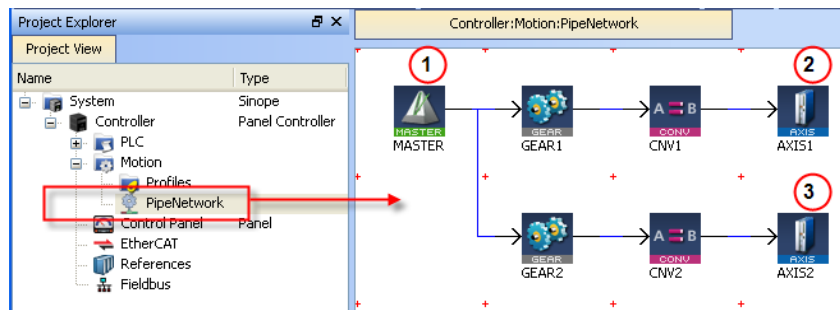 Project Explorer
Project View
Name Type
System Sinope
Controller Panel Controller
PLC
Motion
Profiles
PipeNetwork
Control Panel Panel
EtherCAT
References
Fieldbus
Controller:Motion:PipeNetwork
1 2
MASTER GEAR A B CONV AXIS
MASTER GEAR1 CNV1 AXIS1
3
GEAR A B CONV AXIS
GEAR2 CNV2 AXIS2